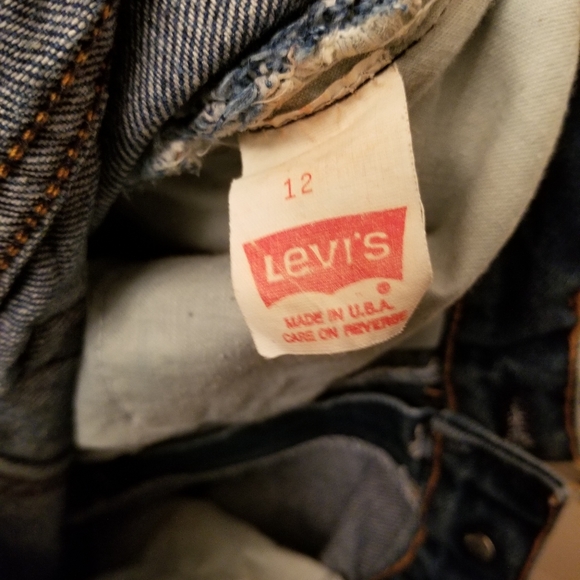 12
Levi's
®
MADE IN U.S.A.
CARE ON REVERSE